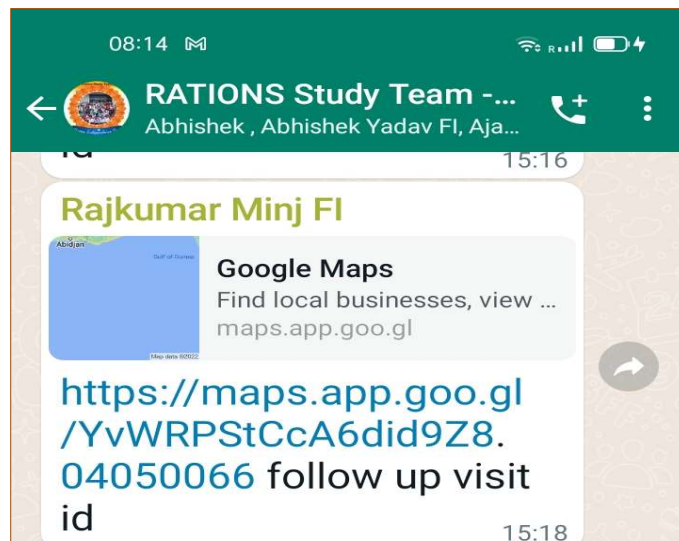 08:14
RATIONS Study Team -...
Abhishek , Abhishek Yadav FI, Aja...
id
15:16
Rajkumar Minj FI
Abidjan
Gulf of Guinea
Map data ©2022
Google Maps
Find local businesses, view ...
maps.app.goo.gl
https://maps.app.goo.gl
/YvWRPStCcA6did9Z8.
04050066 follow up visit
id
15:18